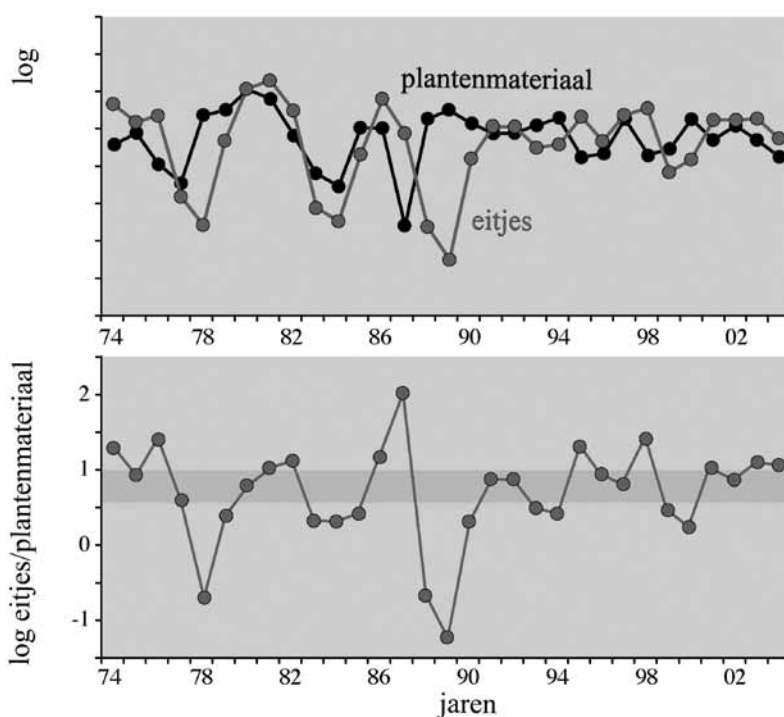 log
plantenmateriaal
eitjes
74 78 82 86 90 94 98 02
log eitjes/plantenmateriaal
2
1
0
-1
74 78 82 86 90 94 98 02
jaren